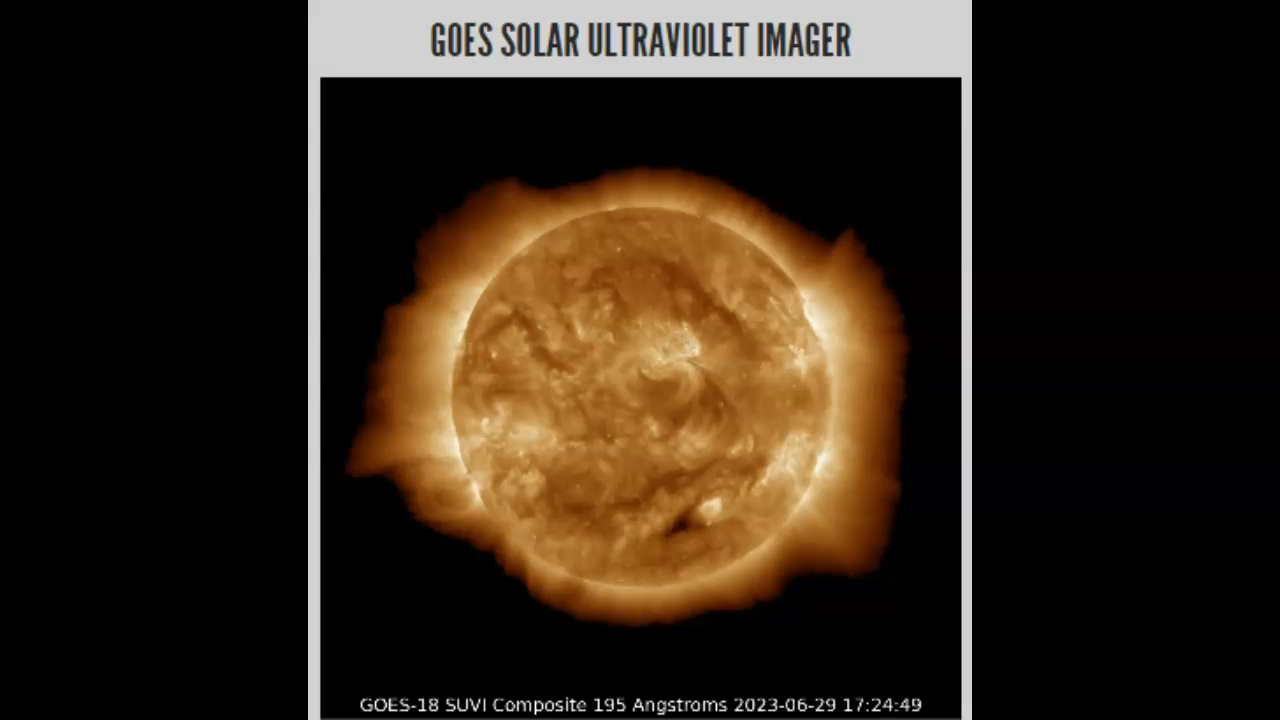 GOES SOLAR ULTRAVIOLET IMAGER
GOES-18 SUVI Composite 195 Angstroms 2023-06-29 17:24:49